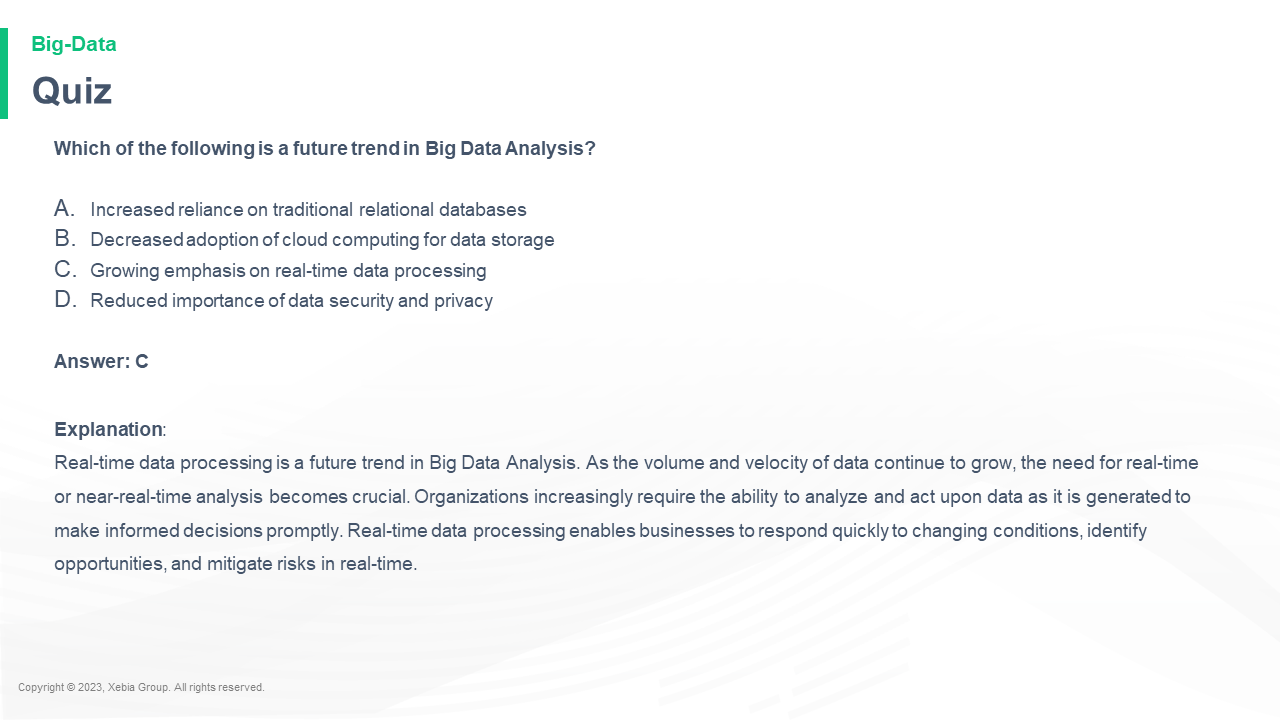 Big-Data
Quiz
Which of the following is a future trend in Big Data Analysis?
A. Increased reliance on traditional relational databases
B. Decreased adoption of cloud computing for data storage
C. Growing emphasis on real-time data processing
D. Reduced importance of data security and privacy
Answer: C
Explanation:
Real-time data processing is a future trend in Big Data Analysis. As the volume and velocity of data continue to grow, the need for real-time
or near-real-time analysis becomes crucial. Organizations increasingly require the ability to analyze and act upon data as it is generated to
make informed decisions promptly. Real-time data processing enables businesses to respond quickly to changing conditions, identify
opportunities, and mitigate risks in real-time.
Copyright © 2023, Xebia Group. All rights reserved.